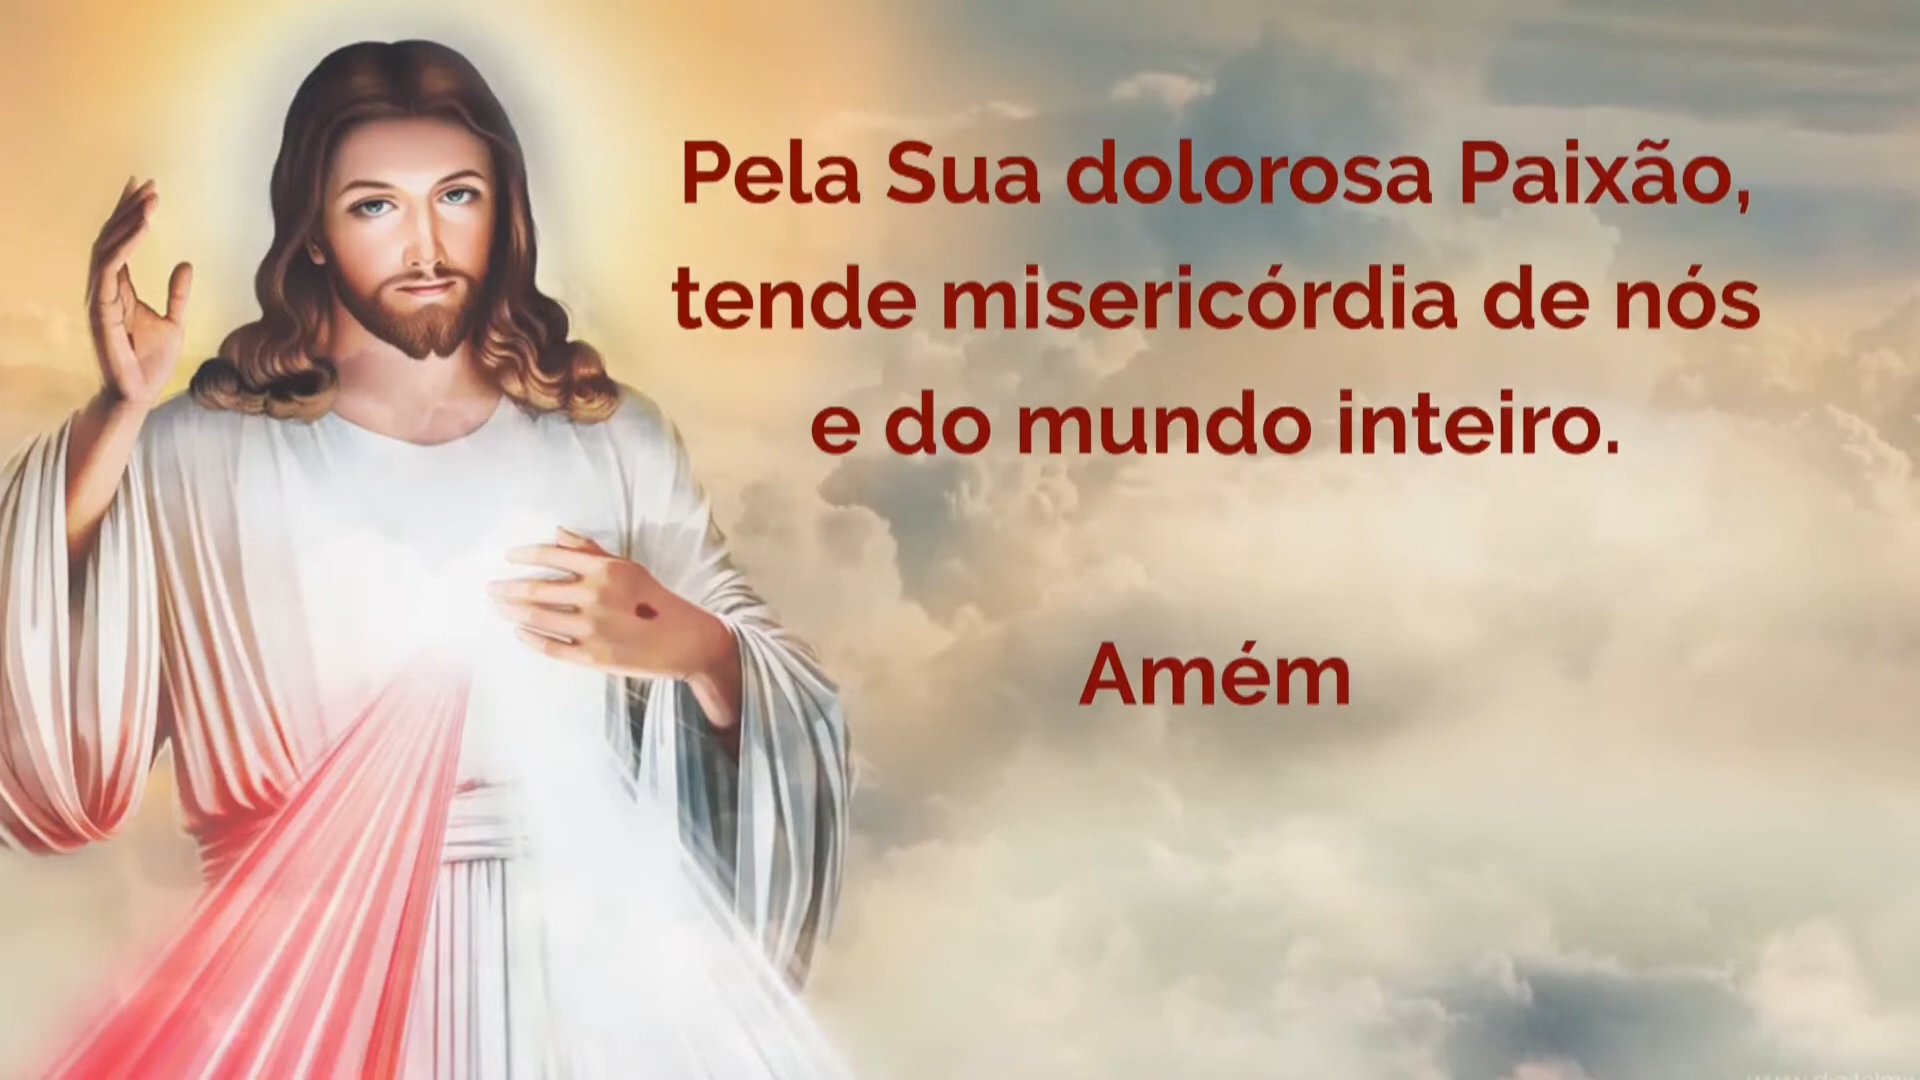 Pela Sua dolorosa Paixão,
tende misericórdia de nós
e do mundo inteiro.
Amém